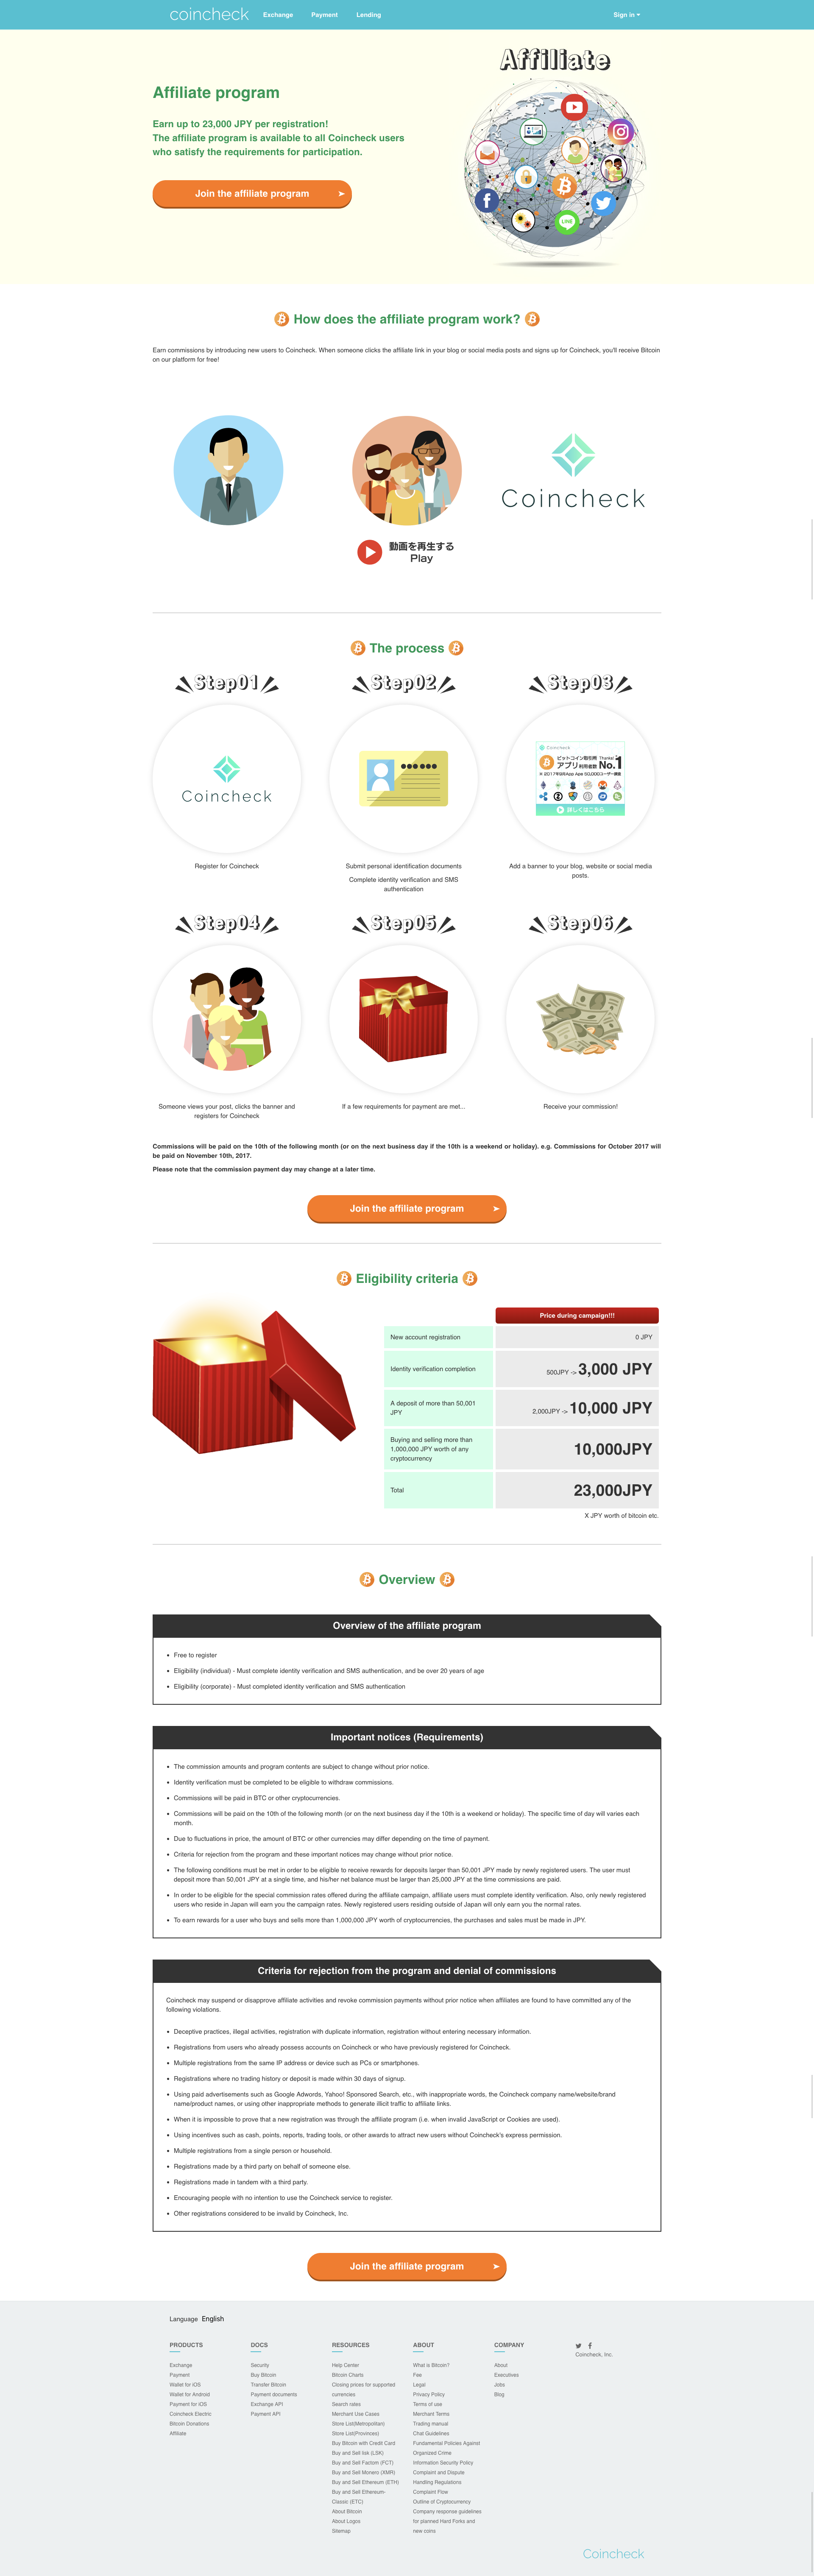 coincheck Exchange Payment Lending Sign in
Affiliate
Affiliate program
Earn up to 23,000 JPY per registration!
The affiliate program is available to all Coincheck users
who satisfy the requirements for participation.
Join the affiliate program
LINE
How does the affiliate program work?
Earn commissions by introducing new users to Coincheck. When someone clicks the affiliate link in your blog or social media posts and signs up for Coincheck, you'll receive Bitcoin
on our platform for free!
Coincheck
動画を再生する
Play
The process
Step01 Step02 Step03
Coincheck
Coincheck
ビットコイン取引所 Thanks!
アプリ利用者数 No.1
詳しくはこちら
Register for Coincheck
Submit personal identification documents
Complete identity verification and SMS
authentication
Add a banner to your blog, website or social media
posts.
Step04 Step05 Step06
Someone views your post, clicks the banner and
registers for Coincheck
If a few requirements for payment are met...
Receive your commission!
Commissions will be paid on the 10th of the following month (or on the next business day if the 10th is a weekend or holiday). e.g. Commissions for October 2017 will
be paid on November 10th, 2017.
Please note that the commission payment day may change at a later time.
Join the affiliate program
Eligibility criteria
Price during campaign!!!
New account registration 0 JPY
Identity verification completion 500JPY -> 3,000 JPY
A deposit of more than 50,001
JPY
2,000JPY -> 10,000 JPY
Buying and selling more than
1,000,000 JPY worth of any
cryptocurrency
10,000JPY
Total 23,000JPY
X JPY worth of bitcoin etc.
Overview
Overview of the affiliate program
• Free to register
• Eligibility (individual) - Must complete identity verification and SMS authentication, and be over 20 years of age
• Eligibility (corporate) - Must completed identity verification and SMS authentication
Important notices (Requirements)
• The commission amounts and program contents are subject to change without prior notice.
• Identity verification must be completed to be eligible to withdraw commissions.
• Commissions will be paid in BTC or other cryptocurrencies.
• Commissions will be paid on the 10th of the following month (or on the next business day if the 10th is a weekend or holiday). The specific time of day will varies each
month.
• Due to fluctuations in price, the amount of BTC or other currencies may differ depending on the time of payment.
• Criteria for rejection from the program and these important notices may change without prior notice.
• The following conditions must be met in order to be eligible to receive rewards for deposits larger than 50,001 JPY made by newly registered users. The user must
deposit more than 50,001 JPY at a single time, and his/her net balance must be larger than 25,000 JPY at the time commissions are paid.
• In order to be eligible for the special commission rates offered during the affiliate campaign, affiliate users must complete identity verification. Also, only newly registered
users who reside in Japan will earn you the campaign rates. Newly registered users residing outside of Japan will only earn you the normal rates.
• To earn rewards for a user who buys and sells more than 1,000,000 JPY worth of cryptocurrencies, the purchases and sales must be made in JPY.
Criteria for rejection from the program and denial of commissions
Coincheck may suspend or disapprove affiliate activities and revoke commission payments without prior notice when affiliates are found to have committed any of the
following violations.
• Deceptive practices, illegal activities, registration with duplicate information, registration without entering necessary information.
• Registrations from users who already possess accounts on Coincheck or who have previously registered for Coincheck.
• Multiple registrations from the same IP address or device such as PCs or smartphones.
• Registrations where no trading history or deposit is made within 30 days of signup.
• Using paid advertisements such as Google Adwords, Yahoo! Sponsored Search, etc., with inappropriate words, the Coincheck company name/website/brand
name/product names, or using other inappropriate methods to generate illicit traffic to affiliate links.
• When it is impossible to prove that a new registration was through the affiliate program (i.e. when invalid JavaScript or Cookies are used).
• Using incentives such as cash, points, reports, trading tools, or other awards to attract new users without Coincheck's express permission.
• Multiple registrations from a single person or household.
• Registrations made by a third party on behalf of someone else.
• Registrations made in tandem with a third party.
• Encouraging people with no intention to use the Coincheck service to register.
• Other registrations considered to be invalid by Coincheck, Inc.
Join the affiliate program
Language English
PRODUCTS
Exchange
Payment
Wallet for iOS
Wallet for Android
Payment for iOS
Coincheck Electric
Bitcoin Donations
Affiliate
DOCS
Security
Buy Bitcoin
Transfer Bitcoin
Payment documents
Exchange API
Payment API
RESOURCES
Help Center
Bitcoin Charts
Closing prices for supported
currencies
Search rates
Merchant Use Cases
Store List(Metropolitan)
Store List(Provinces)
Buy Bitcoin with Credit Card
Buy and Sell lisk (LSK)
Buy and Sell Factom (FCT)
Buy and Sell Monero (XMR)
Buy and Sell Ethereum (ETH)
Buy and Sell Ethereum-
Classic (ETC)
About Bitcoin
About Logos
Sitemap
ABOUT
What is Bitcoin?
Fee
Legal
Privacy Policy
Terms of use
Merchant Terms
Trading manual
Chat Guidelines
Fundamental Policies Against
Organized Crime
Information Security Policy
Complaint and Dispute
Handling Regulations
Complaint Flow
Outline of Cryptocurrency
Company response guidelines
for planned Hard Forks and
new coins
COMPANY
About
Executives
Jobs
Blog
Coincheck, Inc.
Coincheck